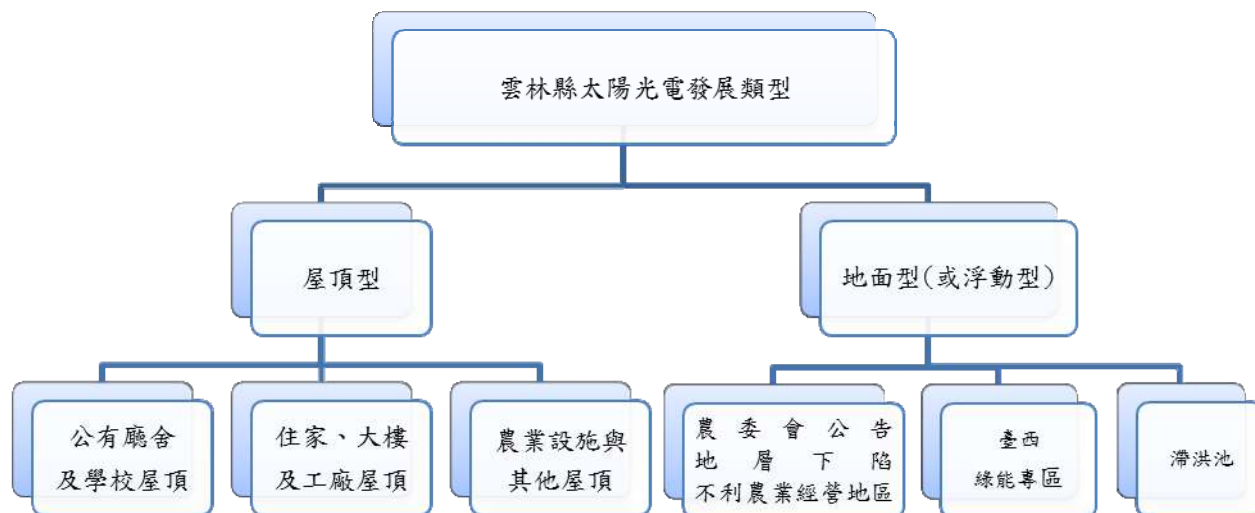 雲林縣太陽光電發展類型
屋頂型
地面型(或浮動型)
公有廳舍
及學校屋頂
住家、大樓
及工廠屋頂
農業設施與
其他屋頂
農委會公告
地層下陷
不利農業經營地區
臺西
綠能專區
滯洪池